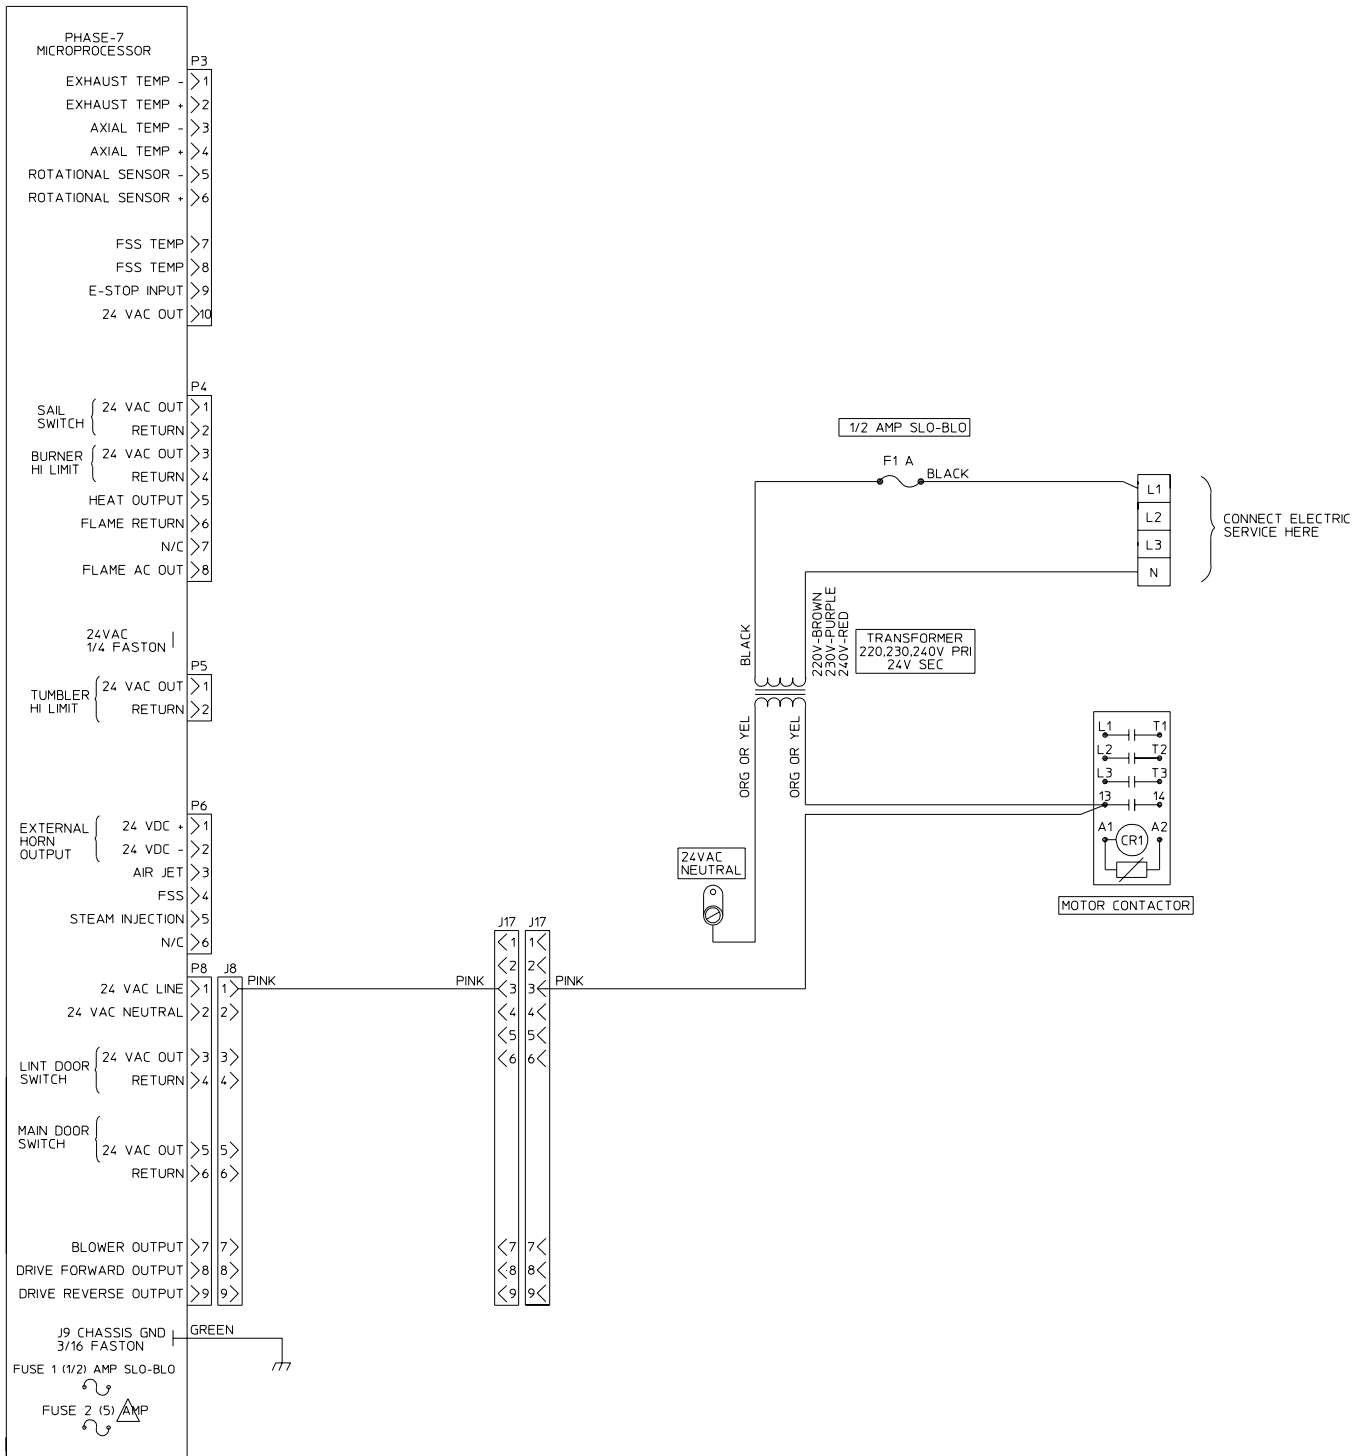 PHASE-7
MICROPROCESSOR
P3
EXHAUST TEMP - 1
EXHAUST TEMP + 2
AXIAL TEMP - 3
AXIAL TEMP + 4
ROTATIONAL SENSOR - 5
ROTATIONAL SENSOR + 6
FSS TEMP 7
FSS TEMP 8
E-STOP INPUT 9
24 VAC OUT 10
P4
SAIL
SWITCH
24 VAC OUT 1
RETURN 2
BURNER
HI LIMIT
24 VAC OUT 3
RETURN 4
HEAT OUTPUT 5
FLAME RETURN 6
N/C 7
FLAME AC OUT 8
24VAC
1/4 FASTON
P5
TUMBLER
HI LIMIT
24 VAC OUT 1
RETURN 2
P6
EXTERNAL
HORN
OUTPUT
24 VDC + 1
24 VDC - 2
AIR JET 3
FSS 4
STEAM INJECTION 5
N/C 6
P8 J8
24 VAC LINE 1 1 PINK
24 VAC NEUTRAL 2 2
LINT DOOR
SWITCH
24 VAC OUT 3 3
RETURN 4 4
MAIN DOOR
SWITCH
24 VAC OUT 5 5
RETURN 6 6
BLOWER OUTPUT 7 7
DRIVE FORWARD OUTPUT 8 8
DRIVE REVERSE OUTPUT 9 9
J9 CHASSIS GND
3/16 FASTON
GREEN
FUSE 1 (1/2) AMP SLO-BLO
FUSE 2 (5) AMP
J17 J17
1 1
2 2
PINK 3 3 PINK
4 4
5 5
6 6
7 7
8 8
9 9
1/2 AMP SLO-BLO
F1 A
BLACK
L1
L2
L3
N
CONNECT ELECTRIC
SERVICE HERE
BLACK
220V-BROWN
230V-PURPLE
240V-RED
TRANSFORMER
220,230,240V PRI
24V SEC
ORG OR YEL
ORG OR YEL
24VAC
NEUTRAL
L1 T1
L2 T2
L3 T3
13 14
A1 CR1 A2
MOTOR CONTACTOR